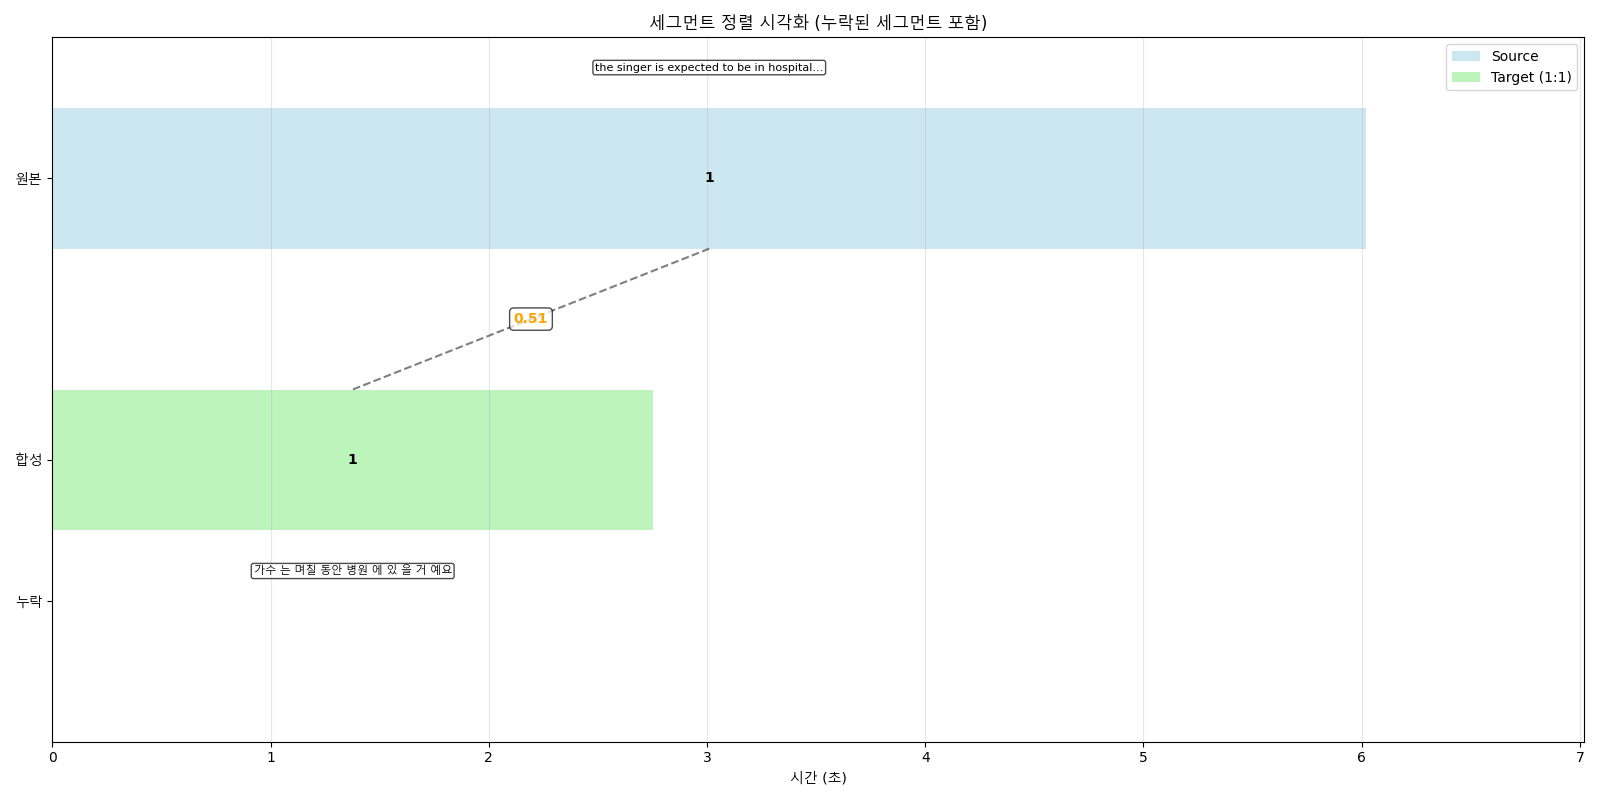 세그먼트 정렬 시각화 (누락된 세그먼트 포함)
the singer is expected to be in hospital...
Source
Target (1:1)
원본
1
0.51
합성
1
가수 는 며칠 동안 병원 에 있 을 거 예요
누락
0 1 2 3 4 5 6 7
시간 (초)